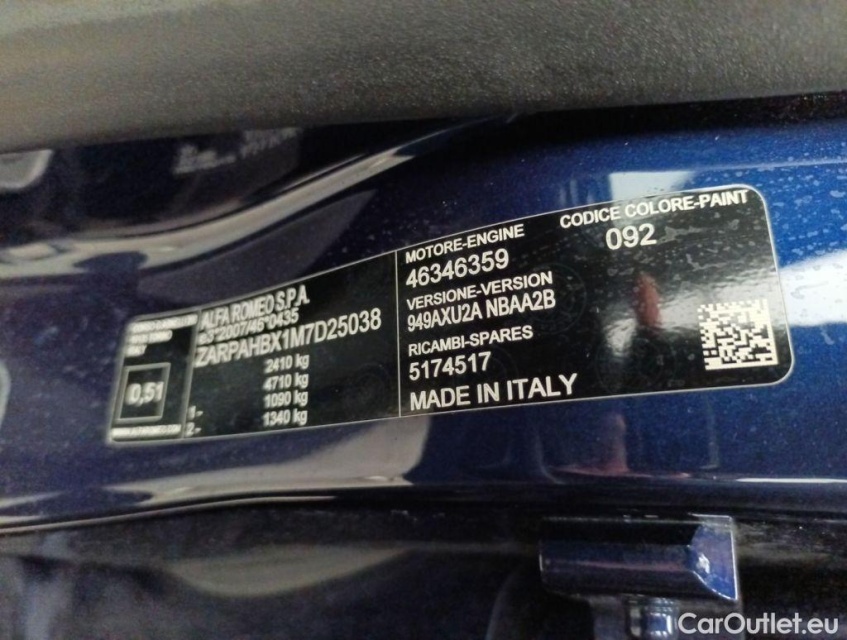 ALFA ROMEO S.P.A.
e3*2007/46*0435
ZARPAHBX1M7D25038
2410 kg
4710 kg
1- 1090 kg
2- 1340 kg
0,51
MOTORE-ENGINE
46346359
VERSIONE-VERSION
949AXU2A NBAA2B
RICAMBI-SPARES
5174517
MADE IN ITALY
CODICE COLORE-PAINT
092
CarOutlet.eu